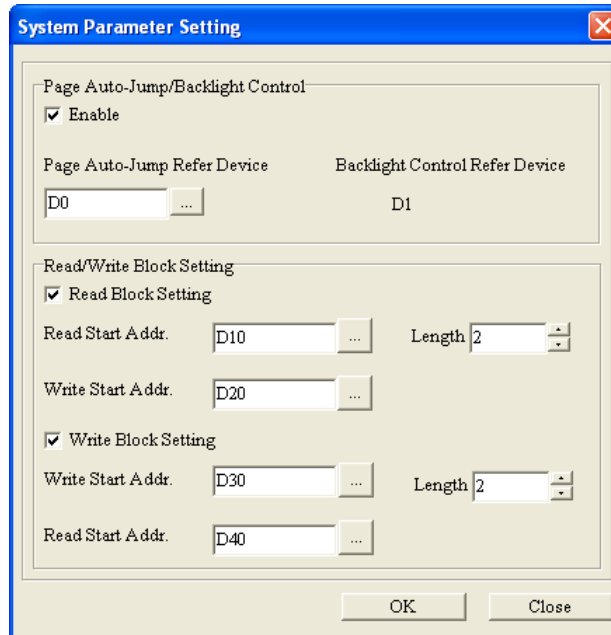 System Parameter Setting
Page Auto-Jump/Backlight Control
Enable
Page Auto-Jump Refer Device Backlight Control Refer Device
D0 ... D1
Read/Write Block Setting
Read Block Setting
Read Start Addr. D10 ... Length 2
Write Start Addr. D20 ...
Write Block Setting
Write Start Addr. D30 ... Length 2
Read Start Addr. D40 ...
OK Close